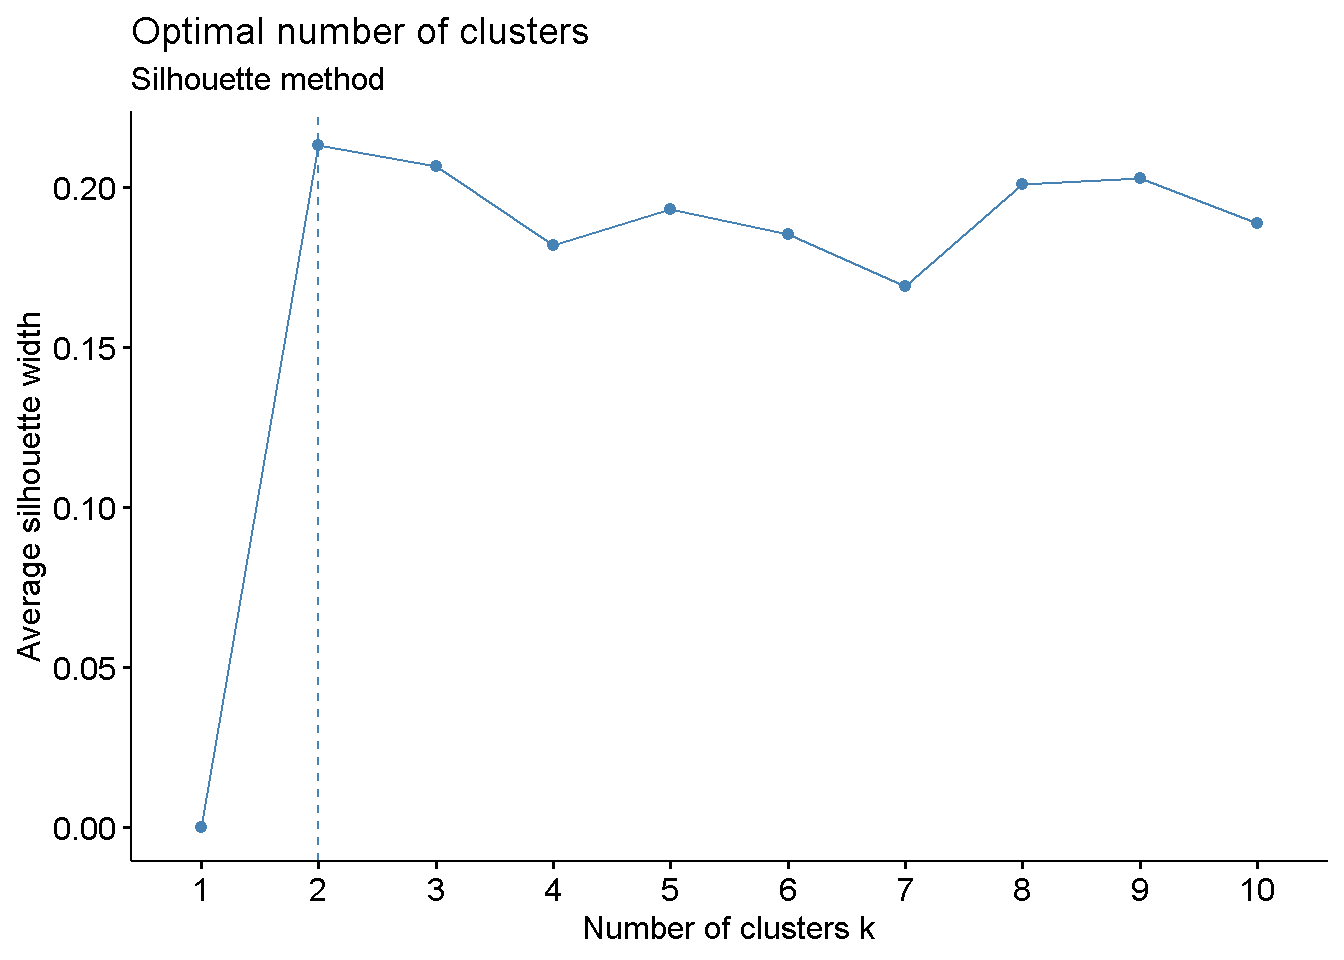 Optimal number of clusters
Silhouette method
Average silhouette width
0.20
0.15
0.10
0.05
0.00
1 2 3 4 5 6 7 8 9 10
Number of clusters k